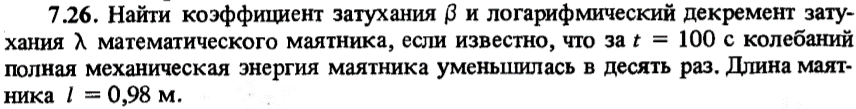 7.26. Найти коэффициент затухания β и логарифмический декремент зату-
хания λ математического маятника, если известно, что за t = 100 с колебаний
полная механическая энергия маятника уменьшилась в десять раз. Длина маят-
ника l = 0,98 м.